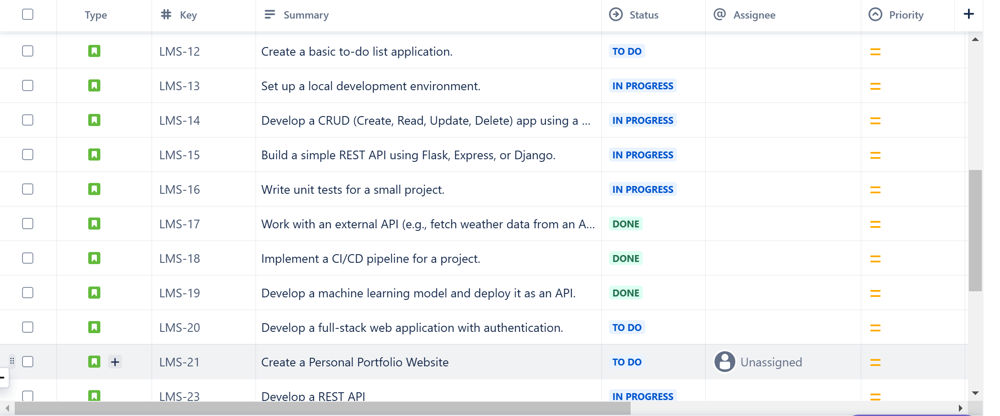 Type # Key Summary Status @ Assignee Priority +
LMS-12 Create a basic to-do list application. TO DO
LMS-13 Set up a local development environment. IN PROGRESS
LMS-14 Develop a CRUD (Create, Read, Update, Delete) app using a ... IN PROGRESS
LMS-15 Build a simple REST API using Flask, Express, or Django. IN PROGRESS
LMS-16 Write unit tests for a small project. IN PROGRESS
LMS-17 Work with an external API (e.g., fetch weather data from an A... DONE
LMS-18 Implement a CI/CD pipeline for a project. DONE
LMS-19 Develop a machine learning model and deploy it as an API. DONE
LMS-20 Develop a full-stack web application with authentication. TO DO
+ LMS-21 Create a Personal Portfolio Website TO DO Unassigned
LMS-23 Develop a REST API IN PROGRESS